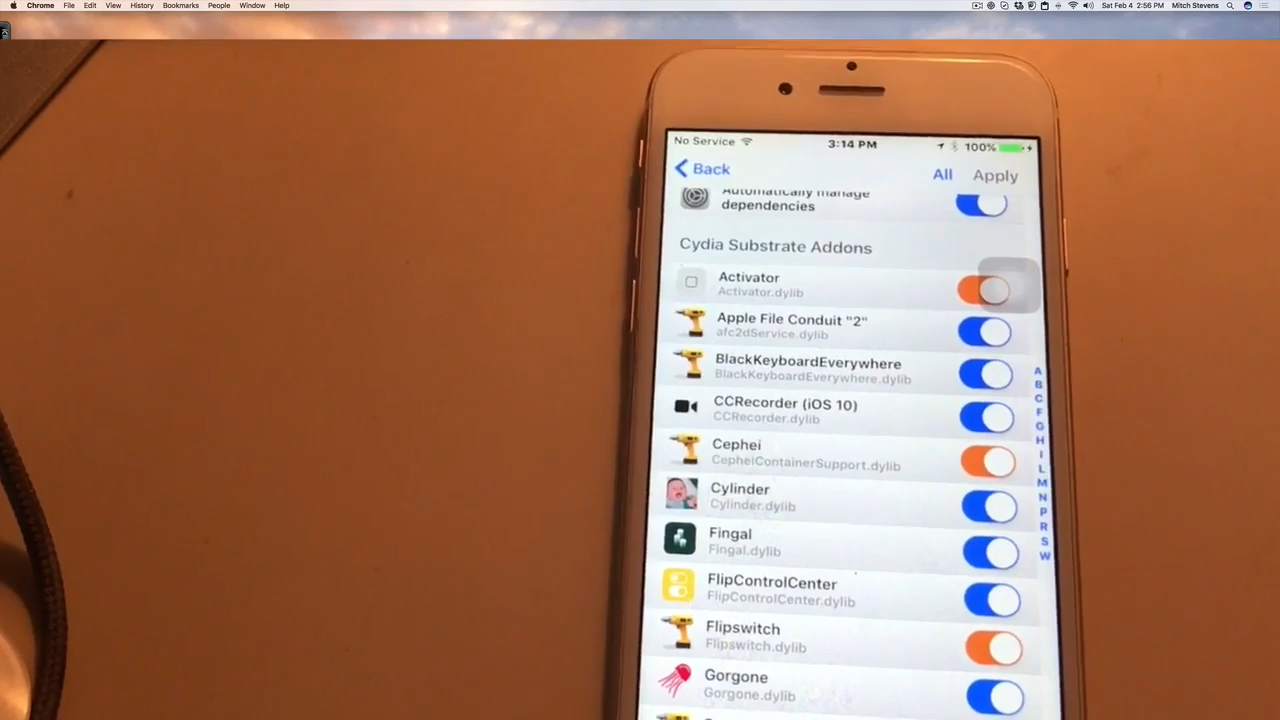 Chrome File Edit View History Bookmarks People Window Help
Sat Feb 4 2:56 PM Mitch Stevens
No Service 3:14 PM 100%
Back All Apply
Automatically manage
dependencies
Cydia Substrate Addons
Activator
Activator.dylib
Apple File Conduit "2"
afc2dService.dylib
BlackKeyboardEverywhere
BlackKeyboardEverywhere.dylib
CCRecorder (iOS 10)
CCRecorder.dylib
Cephei
CepheiContainerSupport.dylib
Cylinder
Cylinder.dylib
Fingal
Fingal.dylib
FlipControlCenter
FlipControlCenter.dylib
Flipswitch
Flipswitch.dylib
Gorgone
Gorgone.dylib
A
B
C
F
G
H
I
L
M
N
P
R
S
W